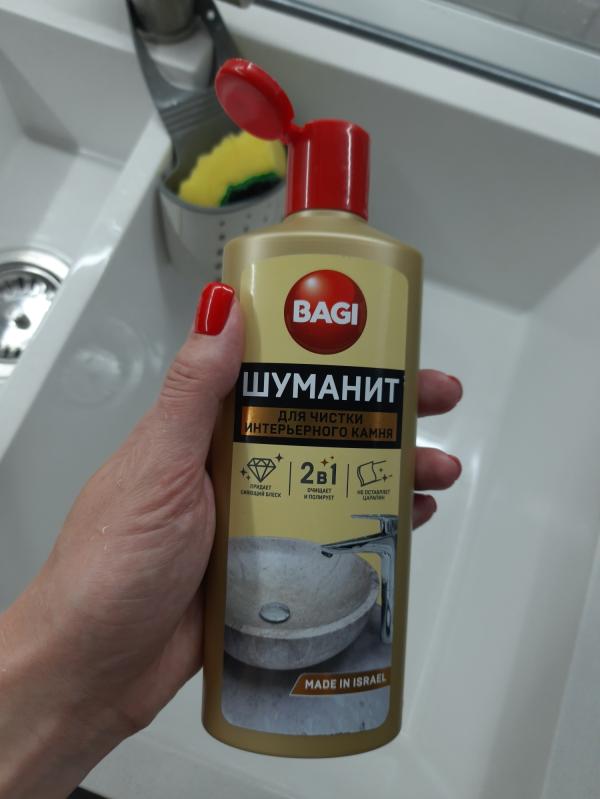 BAGI
ШУМАНИТ
ДЛЯ ЧИСТКИ
ИНТЕРЬЕРНОГО КАМНЯ
ПРИДАЕТ
СИЯЮЩИЙ БЛЕСК
2в1
ОЧИЩАЕТ
И ПОЛИРУЕТ
НЕ ОСТАВЛЯЕТ
ЦАРАПИН
MADE IN ISRAEL